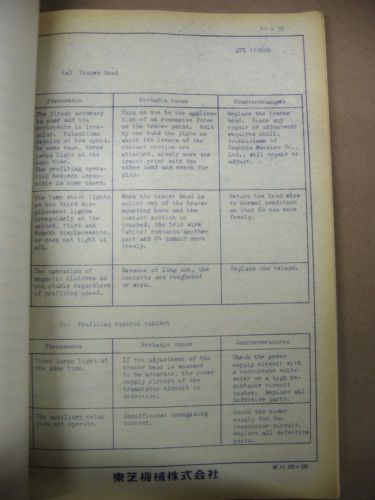 (a) Tracer head
Phenomenon Probable cause Countermeasures
The finish accuracy
is poor and its
occurrence is irre-
gular. Pulsations
develop at low speed.
At the same time, three
lamps light at the
same time.
The profiling opera-
tion becomes impos-
sible in some cases.
This is due to the applica-
tion of an excessive force
on the tracer point. Hold
by one hand the plate on
which the levers of the
contact section are
attached, slowly move the
tracer point with the
other hand and check for
play.
Replace the tracer
head. Since any
repair or adjustment
requires skill,
technicians of
Toshiba Machine Co.,
Ltd., will repair or
adjust.
The lamp which lights
at the third dis-
placement lights
irregularly at the
second, third and
fourth displacements,
or does not light at
all.
When the tracer head is
pulled out of the tracer
mounting base and the
contact section is
touched, the lead wire
(white) contacts another
part and C4 cannot move
freely.
Return the lead wire
to normal condition
so that C4 can move
freely.
The operation of
magnetic clutches is
not stable regardless
of profiling speed.
Because of long use, the
contacts are roughened
or worn.
Replace the relays.
(b) Profiling control cabinet
Phenomenon Probable cause Countermeasures
Three lamps light at
the same time.
If the adjustment of the
tracer head is assumed
to be accurate, the power
supply circuit of the
transistor circuit is
defective.
Check the power
supply circuit with
a vacuumtube volt-
meter or a high re-
sistance circuit
tester. Replace all
defective parts.
The auxiliary relay
does not operate.
Insufficient energizing
current.
Check the power
supply for the
transistor circuit.
Replace all defective
parts.
東芝機械株式会社